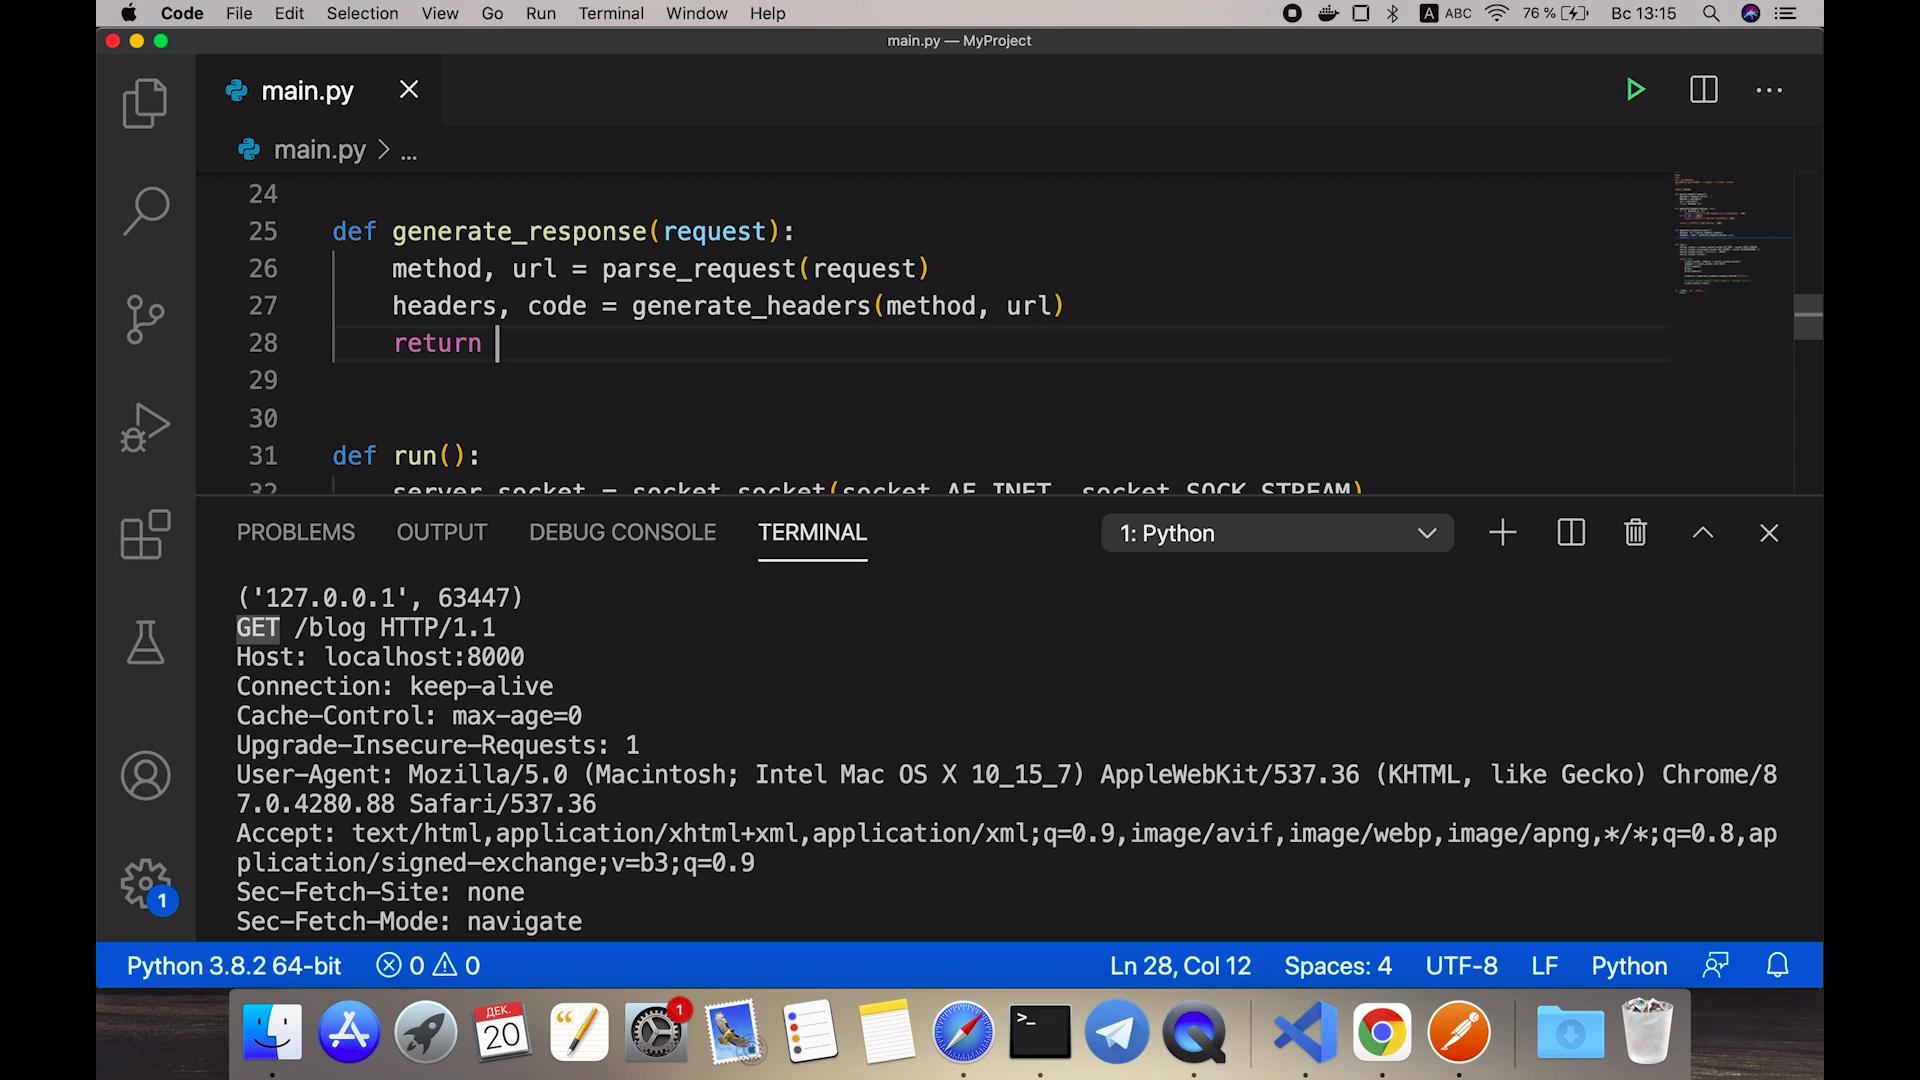 Code File Edit Selection View Go Run Terminal Window Help
A ABC 76 % Вс 13:15
main.py — MyProject
main.py
main.py > ...
24
25 def generate_response(request):
26 method, url = parse_request(request)
27 headers, code = generate_headers(method, url)
28 return
29
30
31 def run():
32 server_socket = socket.socket(socket.AF_INET, socket.SOCK_STREAM)
PROBLEMS OUTPUT DEBUG CONSOLE TERMINAL 1: Python
('127.0.0.1', 63447)
GET /blog HTTP/1.1
Host: localhost:8000
Connection: keep-alive
Cache-Control: max-age=0
Upgrade-Insecure-Requests: 1
User-Agent: Mozilla/5.0 (Macintosh; Intel Mac OS X 10_15_7) AppleWebKit/537.36 (KHTML, like Gecko) Chrome/8
7.0.4280.88 Safari/537.36
Accept: text/html,application/xhtml+xml,application/xml;q=0.9,image/avif,image/webp,image/apng,*/*;q=0.8,ap
plication/signed-exchange;v=b3;q=0.9
Sec-Fetch-Site: none
Sec-Fetch-Mode: navigate
1
Python 3.8.2 64-bit 0 0 Ln 28, Col 12 Spaces: 4 UTF-8 LF Python
ДЕК.
20
1
>_